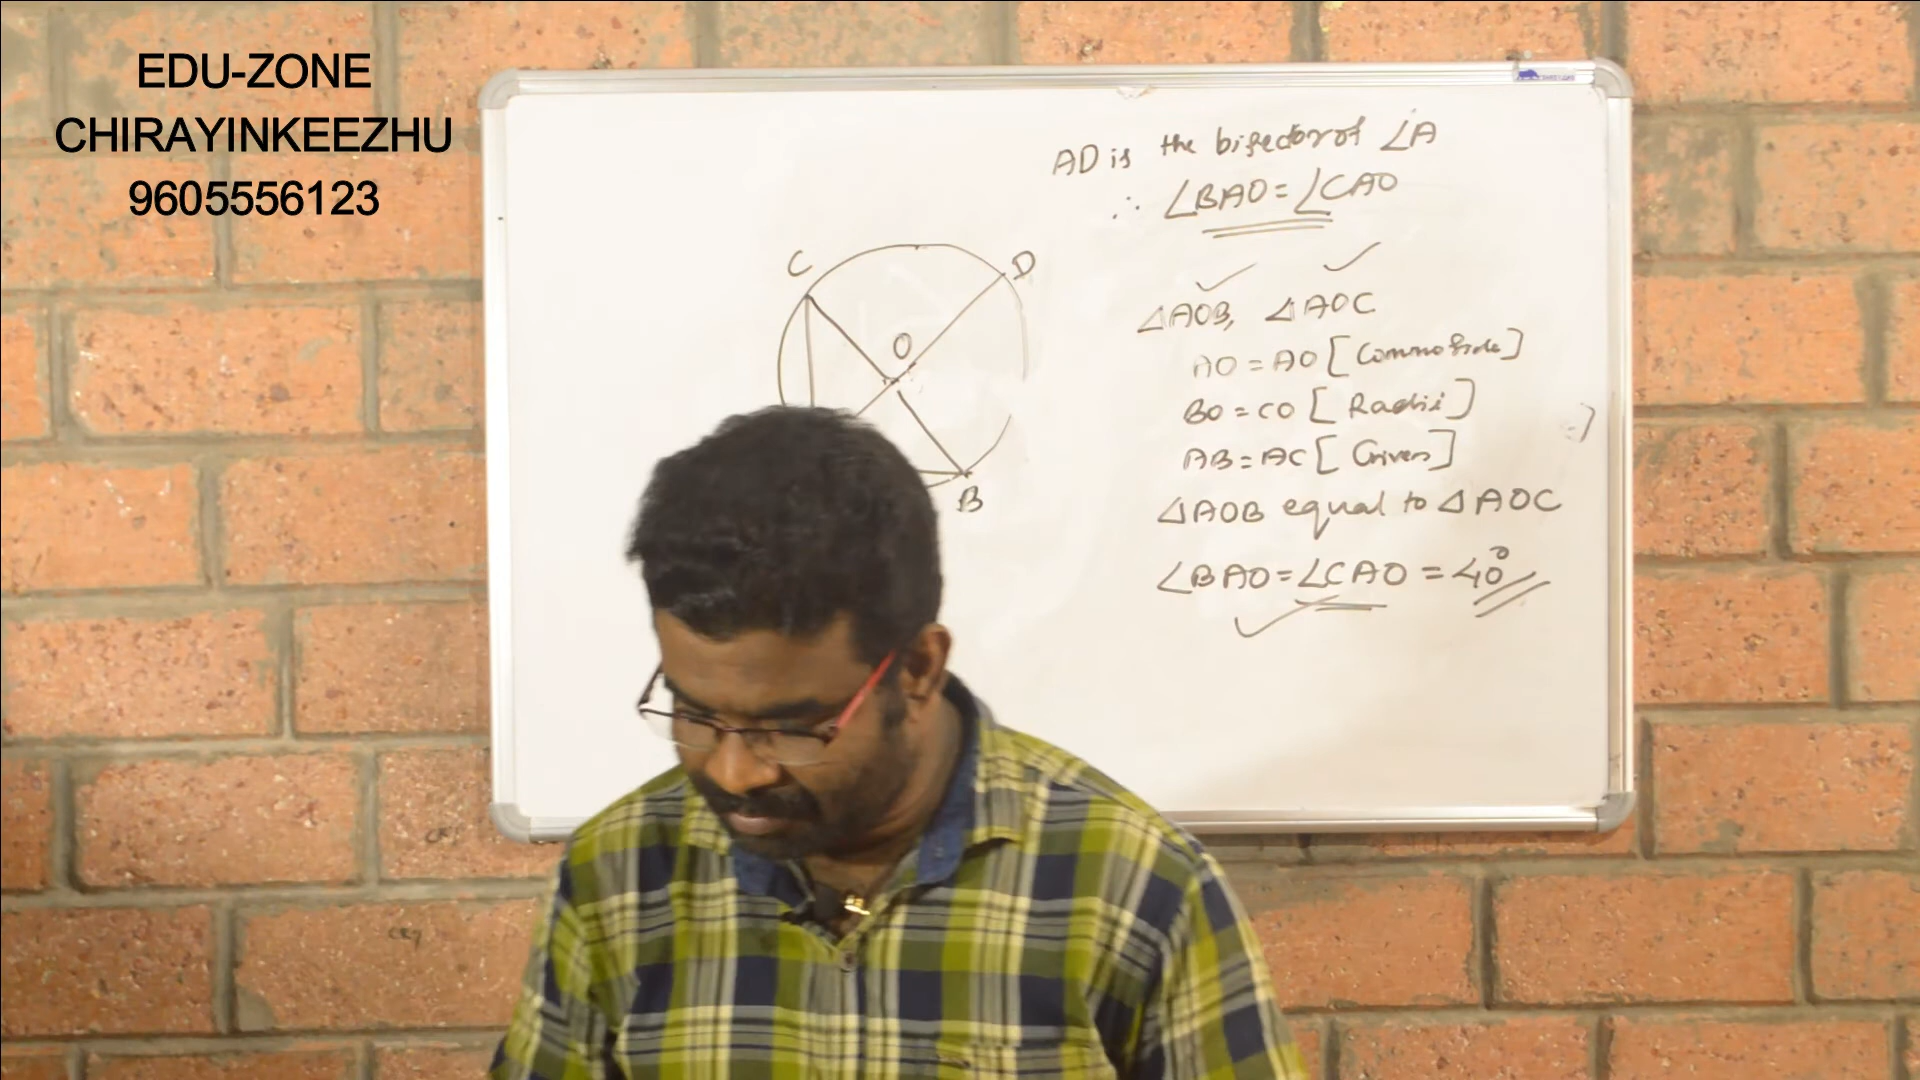 EDU-ZONE
CHIRAYINKEEZHU
9605556123
AD is the bisector of ∠A
∴ ∠BAO = ∠CAO
△AOB, △AOC
AO = AO [Commo Side]
BO = CO [Radii]
AB = AC [Given]
△AOB equal to △AOC
∠BAO = ∠CAO = 40°
C
D
O
B